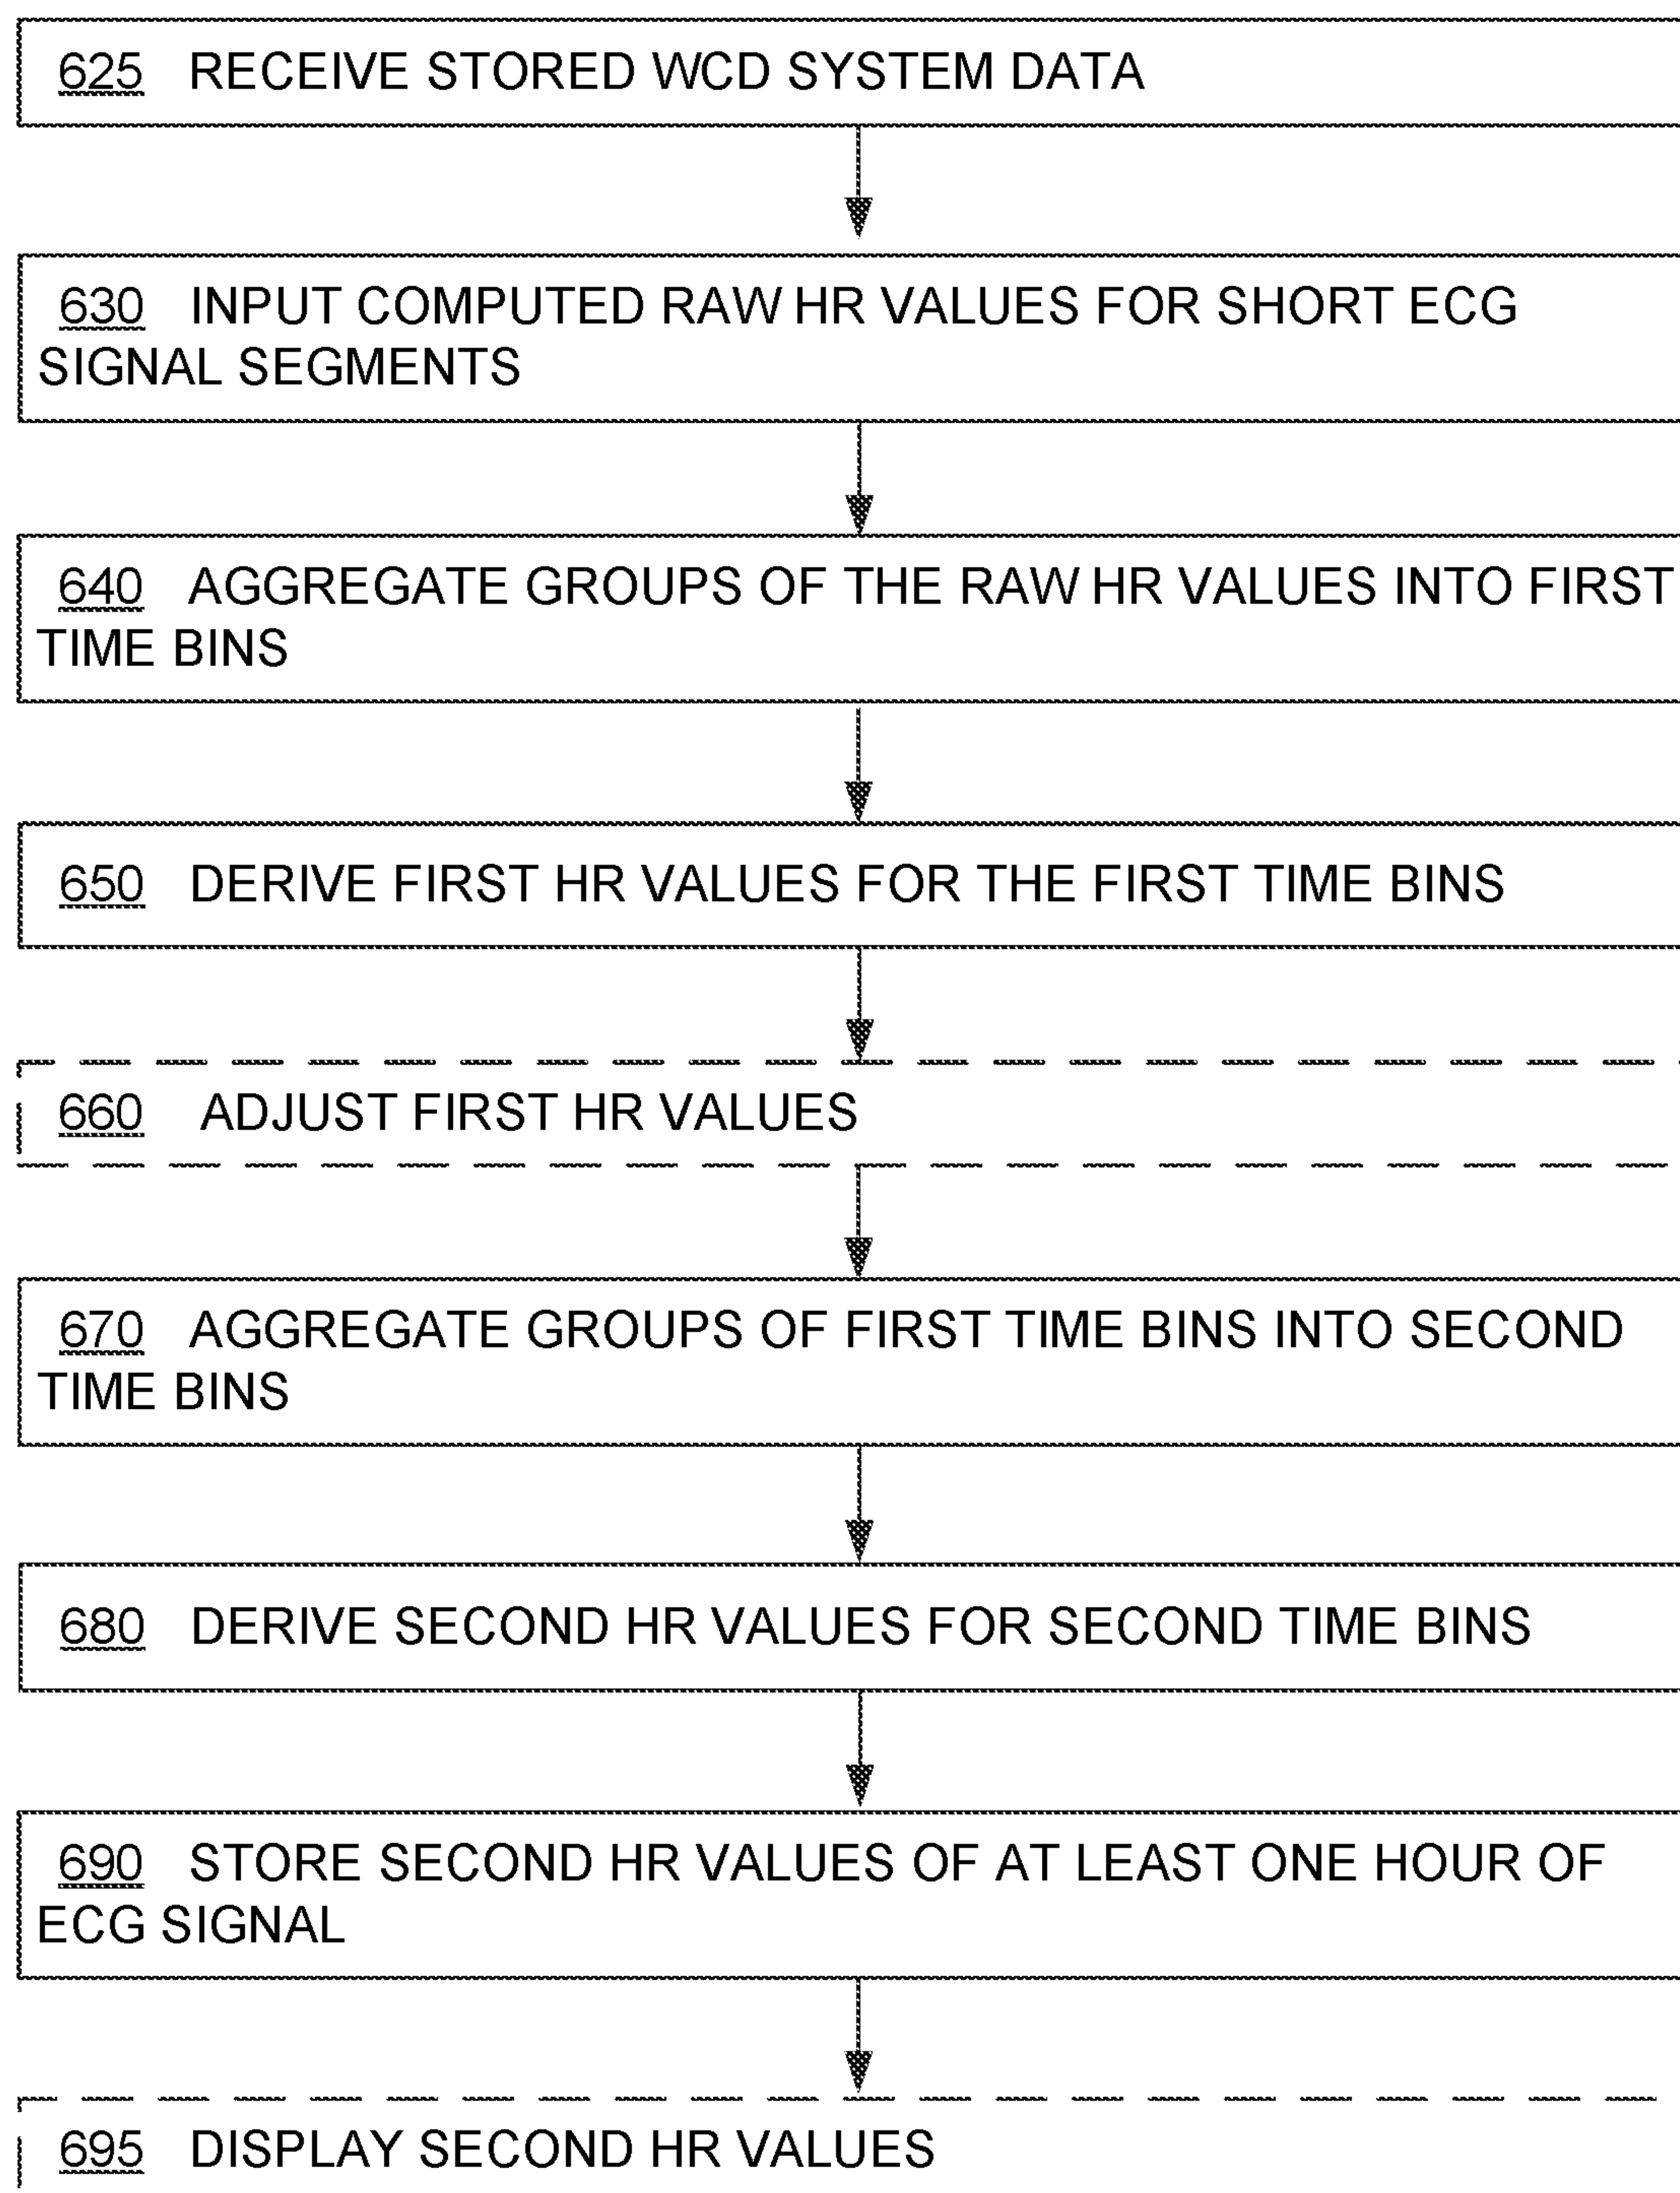 625 RECEIVE STORED WCD SYSTEM DATA
630 INPUT COMPUTED RAW HR VALUES FOR SHORT ECG
SIGNAL SEGMENTS
640 AGGREGATE GROUPS OF THE RAW HR VALUES INTO FIRST
TIME BINS
650 DERIVE FIRST HR VALUES FOR THE FIRST TIME BINS
660 ADJUST FIRST HR VALUES
670 AGGREGATE GROUPS OF FIRST TIME BINS INTO SECOND
TIME BINS
680 DERIVE SECOND HR VALUES FOR SECOND TIME BINS
690 STORE SECOND HR VALUES OF AT LEAST ONE HOUR OF
ECG SIGNAL
695 DISPLAY SECOND HR VALUES